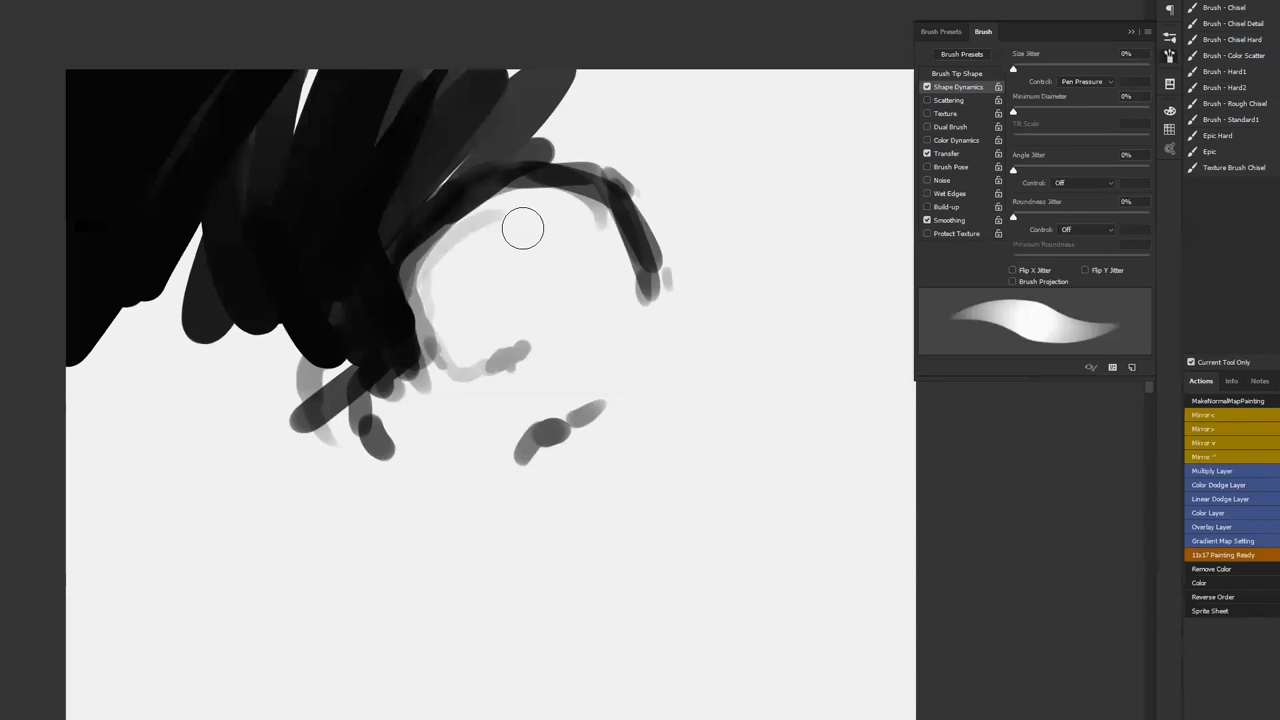 Brush Presets Brush
Brush Presets
Brush Tip Shape
Shape Dynamics
Scattering
Texture
Dual Brush
Color Dynamics
Transfer
Brush Pose
Noise
Wet Edges
Build-up
Smoothing
Protect Texture
Size Jitter 0%
Control: Pen Pressure
Minimum Diameter 0%
Tilt Scale
Angle Jitter 0%
Control: Off
Roundness Jitter 0%
Control: Off
Minimum Roundness
Flip X Jitter Flip Y Jitter
Brush Projection
Brush - Chisel
Brush - Chisel Detail
Brush - Chisel Hard
Brush - Color Scatter
Brush - Hard1
Brush - Hard2
Brush - Rough Chisel
Brush - Standard1
Epic Hard
Epic
Texture Brush Chisel
Current Tool Only
Actions Info Notes
MakeNormalMapPainting
Mirror <
Mirror >
Mirror v
Mirror ^
Multiply Layer
Color Dodge Layer
Linear Dodge Layer
Color Layer
Overlay Layer
Gradient Map Setting
11x17 Painting Ready
Remove Color
Color
Reverse Order
Sprite Sheet